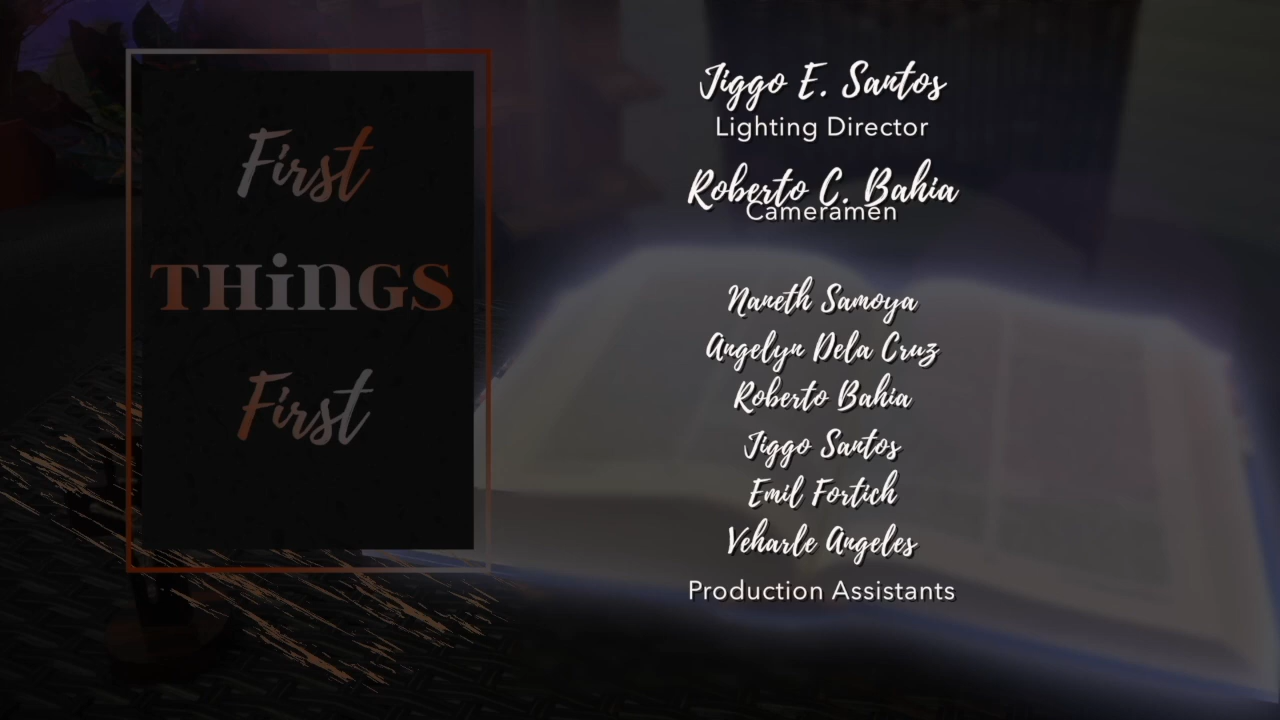 First
THiNGS
First
Jiggo E. Santos
Lighting Director
Roberto C. Bahia
Cameramen
Naneth Samoya
Angelyn Dela Cruz
Roberto Bahia
Jiggo Santos
Emil Fortich
Veharle Angeles
Production Assistants